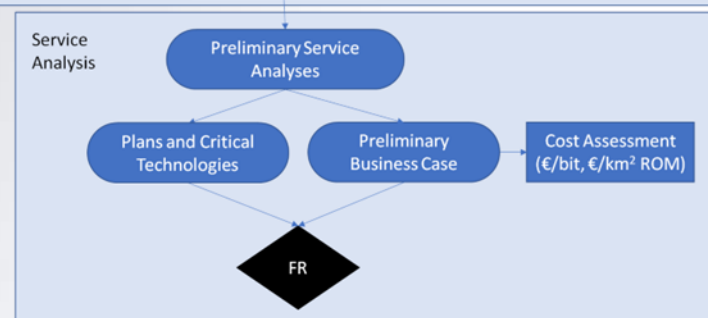 Service
Analysis
Preliminary Service
Analyses
Plans and Critical
Technologies
Preliminary
Business Case
Cost Assessment
(€/bit, €/km² ROM)
FR